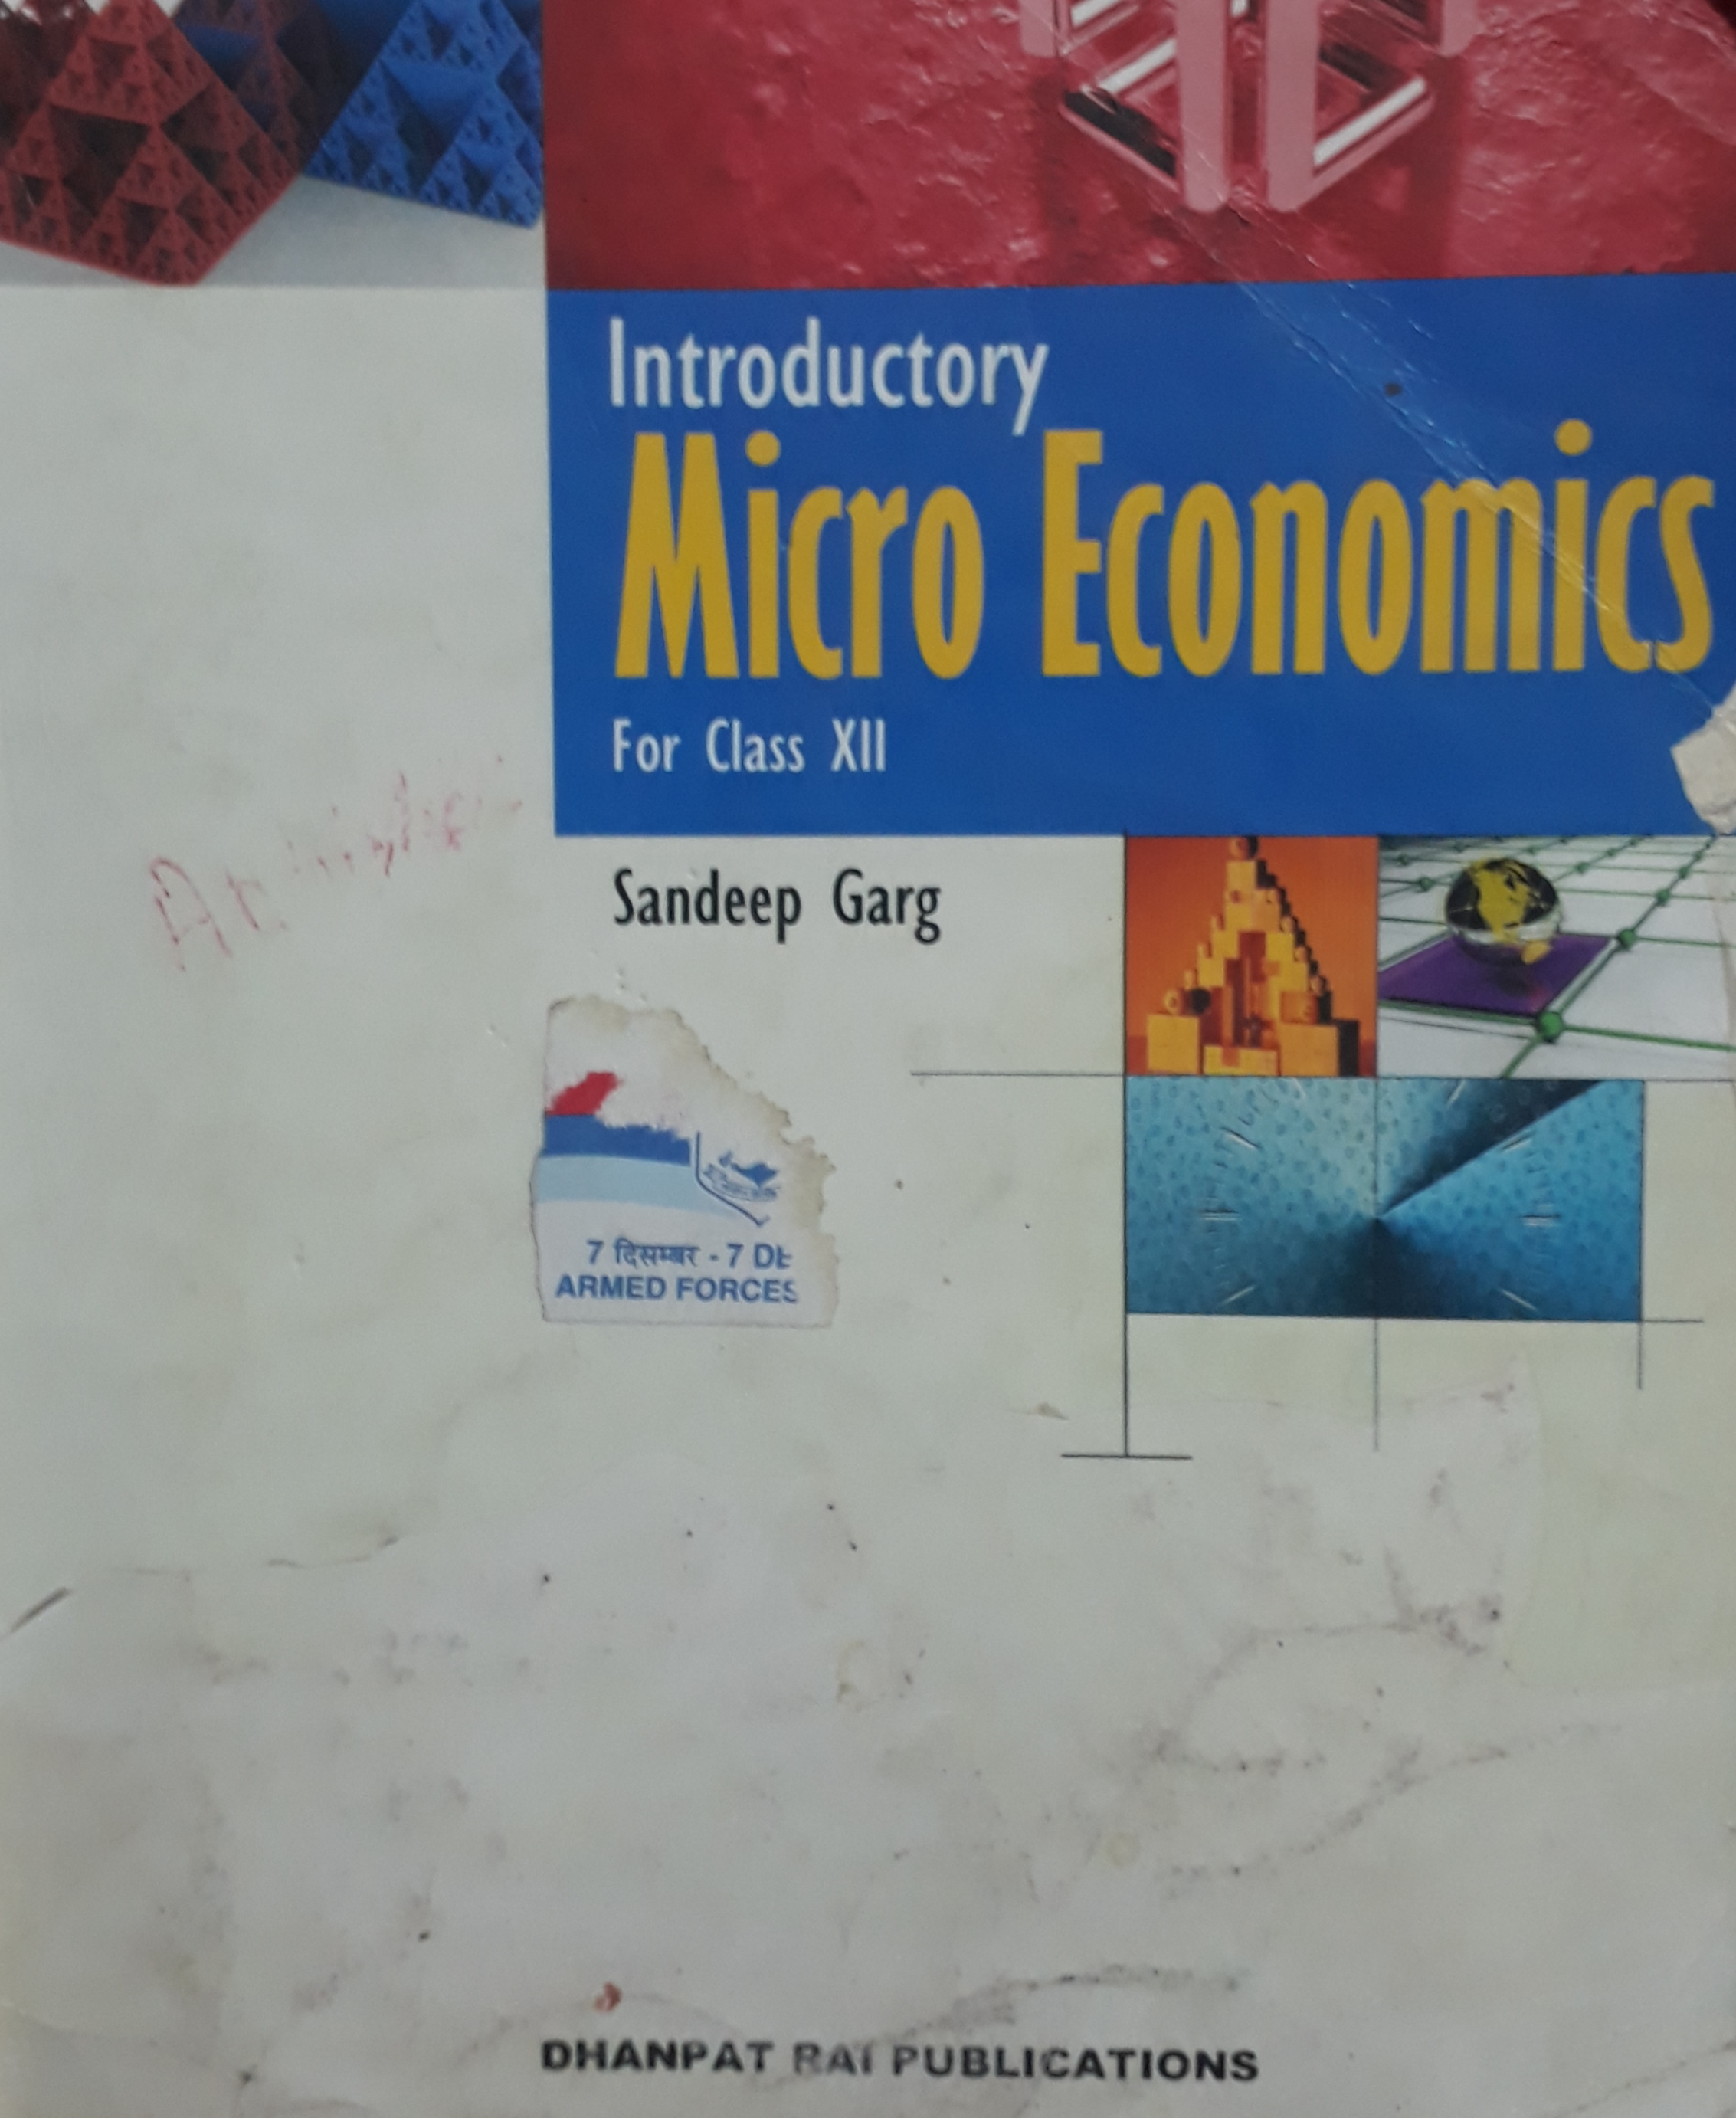 Introductory
Micro Economics
For Class XII
Sandeep Garg
7 दिसम्बर - 7 DE
ARMED FORCES
DHANPAT RAI PUBLICATIONS